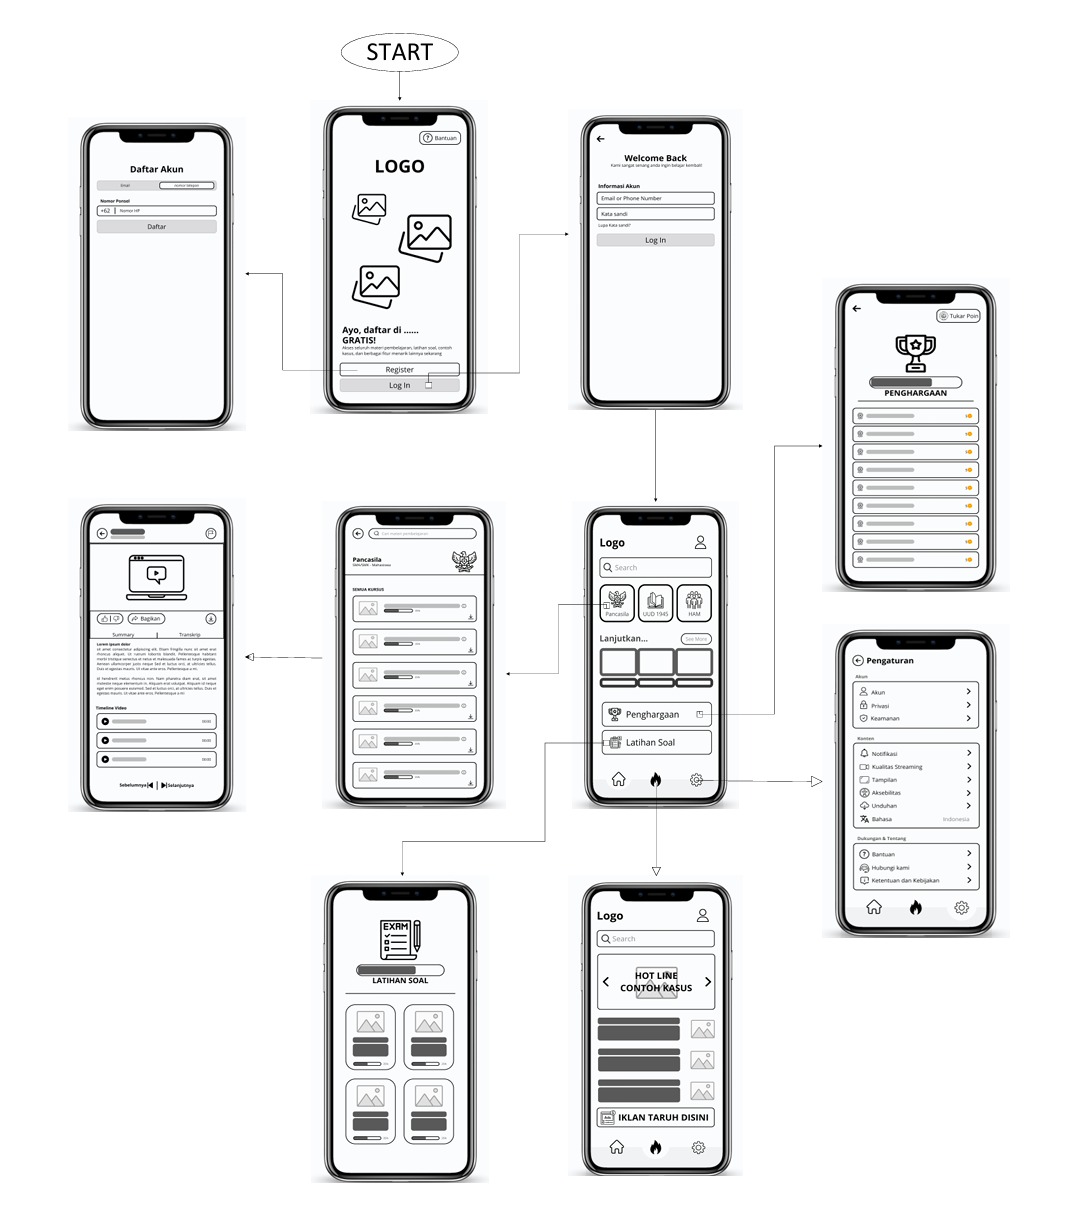 START
Bantuan
LOGO
Ayo, daftar di ......
GRATIS!
Akses seluruh materi pembelajaran, latihan soal, contoh
kasus, dan berbagai fitur menarik lainnya sekarang
Register
Log In
Daftar Akun
Email
nomor telepon
Nomor Ponsel
+62
Nomor HP
Daftar
Welcome Back
Kami sangat senang anda ingin belajar kembali!
Informasi Akun
Email or Phone Number
Kata sandi
Lupa Kata sandi?
Log In
Tukar Poin
PENGHARGAAN
Bagikan
Summary
Transkrip
Lorem ipsum dolor
Timeline Video
00:00
00:00
00:00
Sebelumnya
Selanjutnya
Cari materi pembelajaran
Pancasila
SEMUA KURSUS
Logo
Search
Pancasila
UUD 1945
HAM
Lanjutkan...
See More
Penghargaan
Latihan Soal
Pengaturan
Akun
Akun
Privasi
Keamanan
Konten
Notifikasi
Kualitas Streaming
Tampilan
Aksebilitas
Unduhan
Bahasa
Indonesia
Dukungan & Tentang
Bantuan
Hubungi kami
Ketentuan dan Kebijakan
EXAM
LATIHAN SOAL
Logo
Search
HOT LINE
CONTOH KASUS
Ads
IKLAN TARUH DISINI